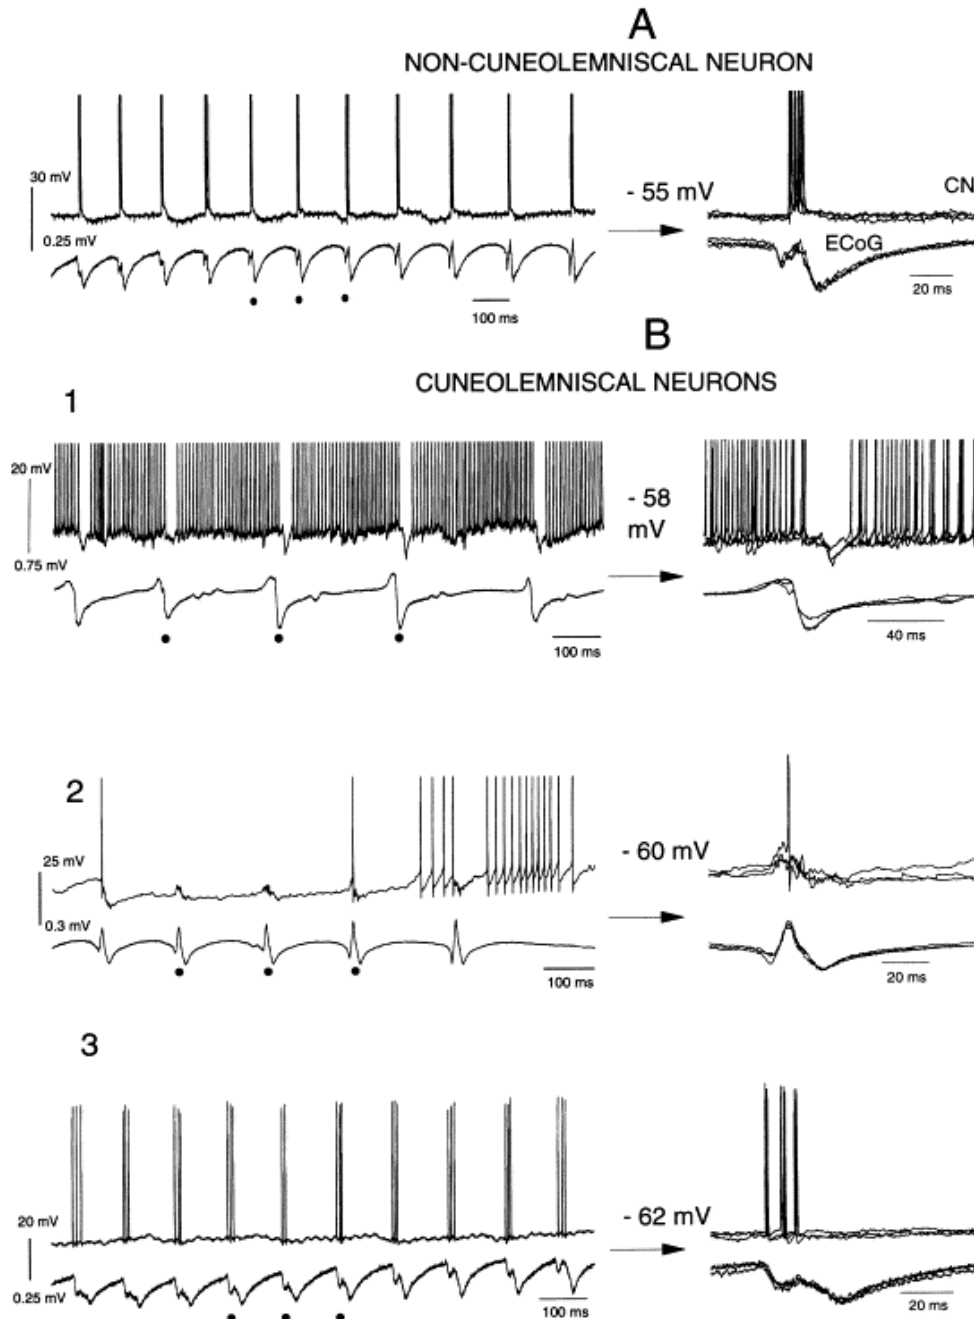 A
NON-CUNEOLEMNISCAL NEURON
30 mV
- 55 mV
CN
0.25 mV
ECoG
20 ms
100 ms
B
CUNEOLEMNISCAL NEURONS
1
20 mV
- 58
mV
0.75 mV
40 ms
100 ms
2
25 mV
- 60 mV
0.3 mV
20 ms
100 ms
3
20 mV
- 62 mV
0.25 mV
100 ms
20 ms